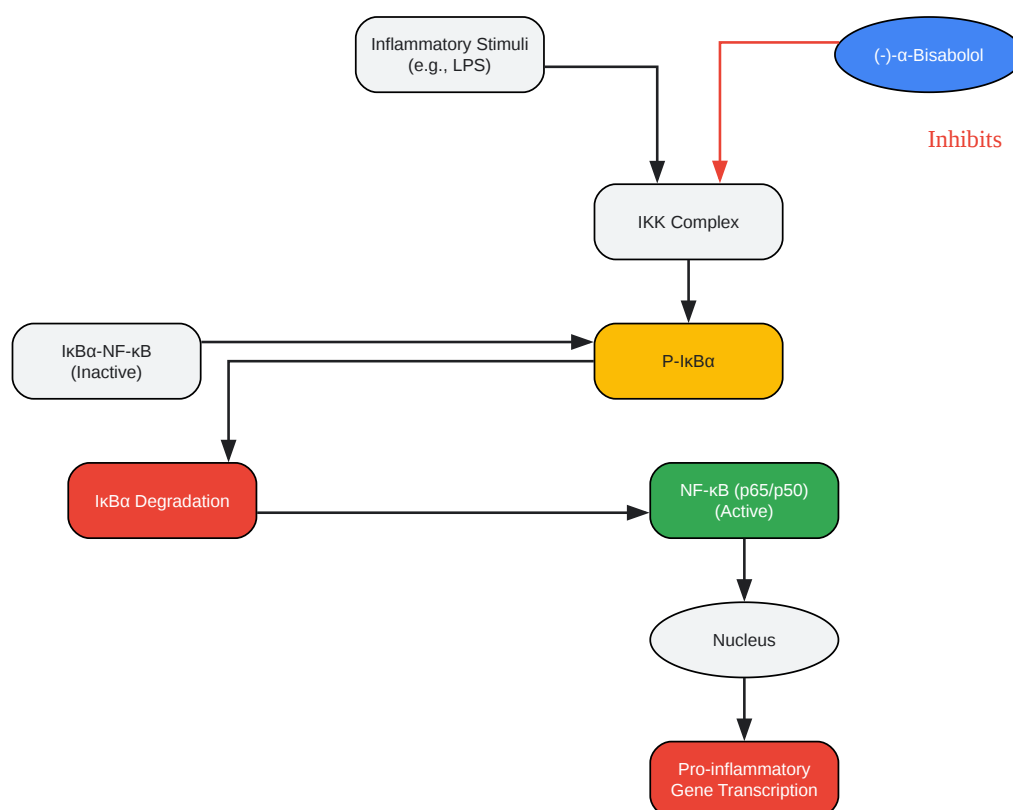 Inflammatory Stimuli
(e.g., LPS)
(-)-α-Bisabolol
Inhibits
IKK Complex
IκBα-NF-κB
(Inactive)
P-IκBα
IκBα Degradation
NF-κB (p65/p50)
(Active)
Nucleus
Pro-inflammatory
Gene Transcription